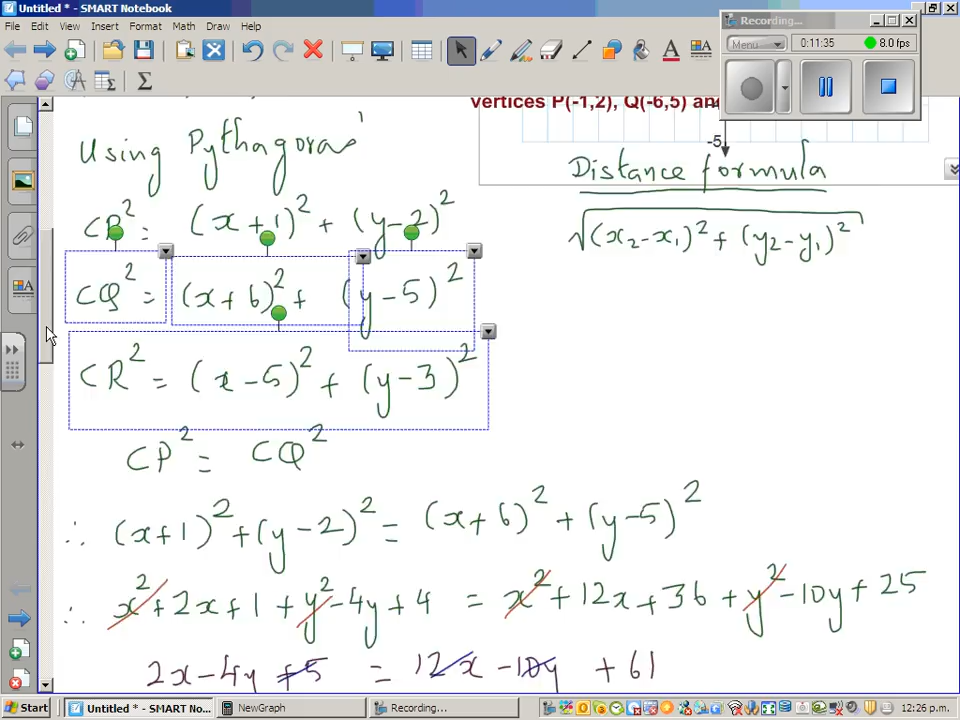 Untitled * - SMART Notebook
File Edit View Insert Format Math Draw Help
Recording...
Menu
0:11:35
8.0 fps
vertices P(-1,2), Q(-6,5) and
-5
Using Pythagoras'
Distance formula
CP² = (x+1)² + (y-2)²
√(x₂-x₁)² + (y₂-y₁)²
CQ² = (x+6)² + (y-5)²
CR² = (x-5)² + (y-3)²
CP² = CQ²
∴ (x+1)² + (y-2)² = (x+6)² + (y-5)²
∴ x² + 2x + 1 + y² - 4y + 4 = x² + 12x + 36 + y² - 10y + 25
2x - 4y + 5 = 12x - 10y + 61
Start
Untitled * - SMART No...
NewGraph
Recording...
12:26 p.m.